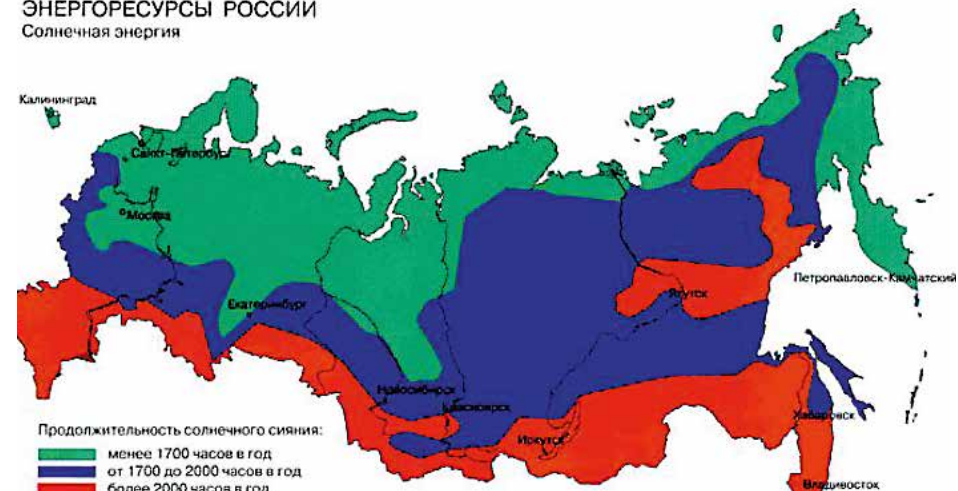 ЭНЕРГОРЕСУРСЫ РОССИИ
Солнечная энергия
Калининград
Санкт-Петербург
Москва
Петропавловск-Камчатский
Якутск
Екатеринбург
Новосибирск
Красноярск
Хабаровск
Иркутск
Продолжительность солнечного сияния:
менее 1700 часов в год
от 1700 до 2000 часов в год
более 2000 часов в год
Владивосток